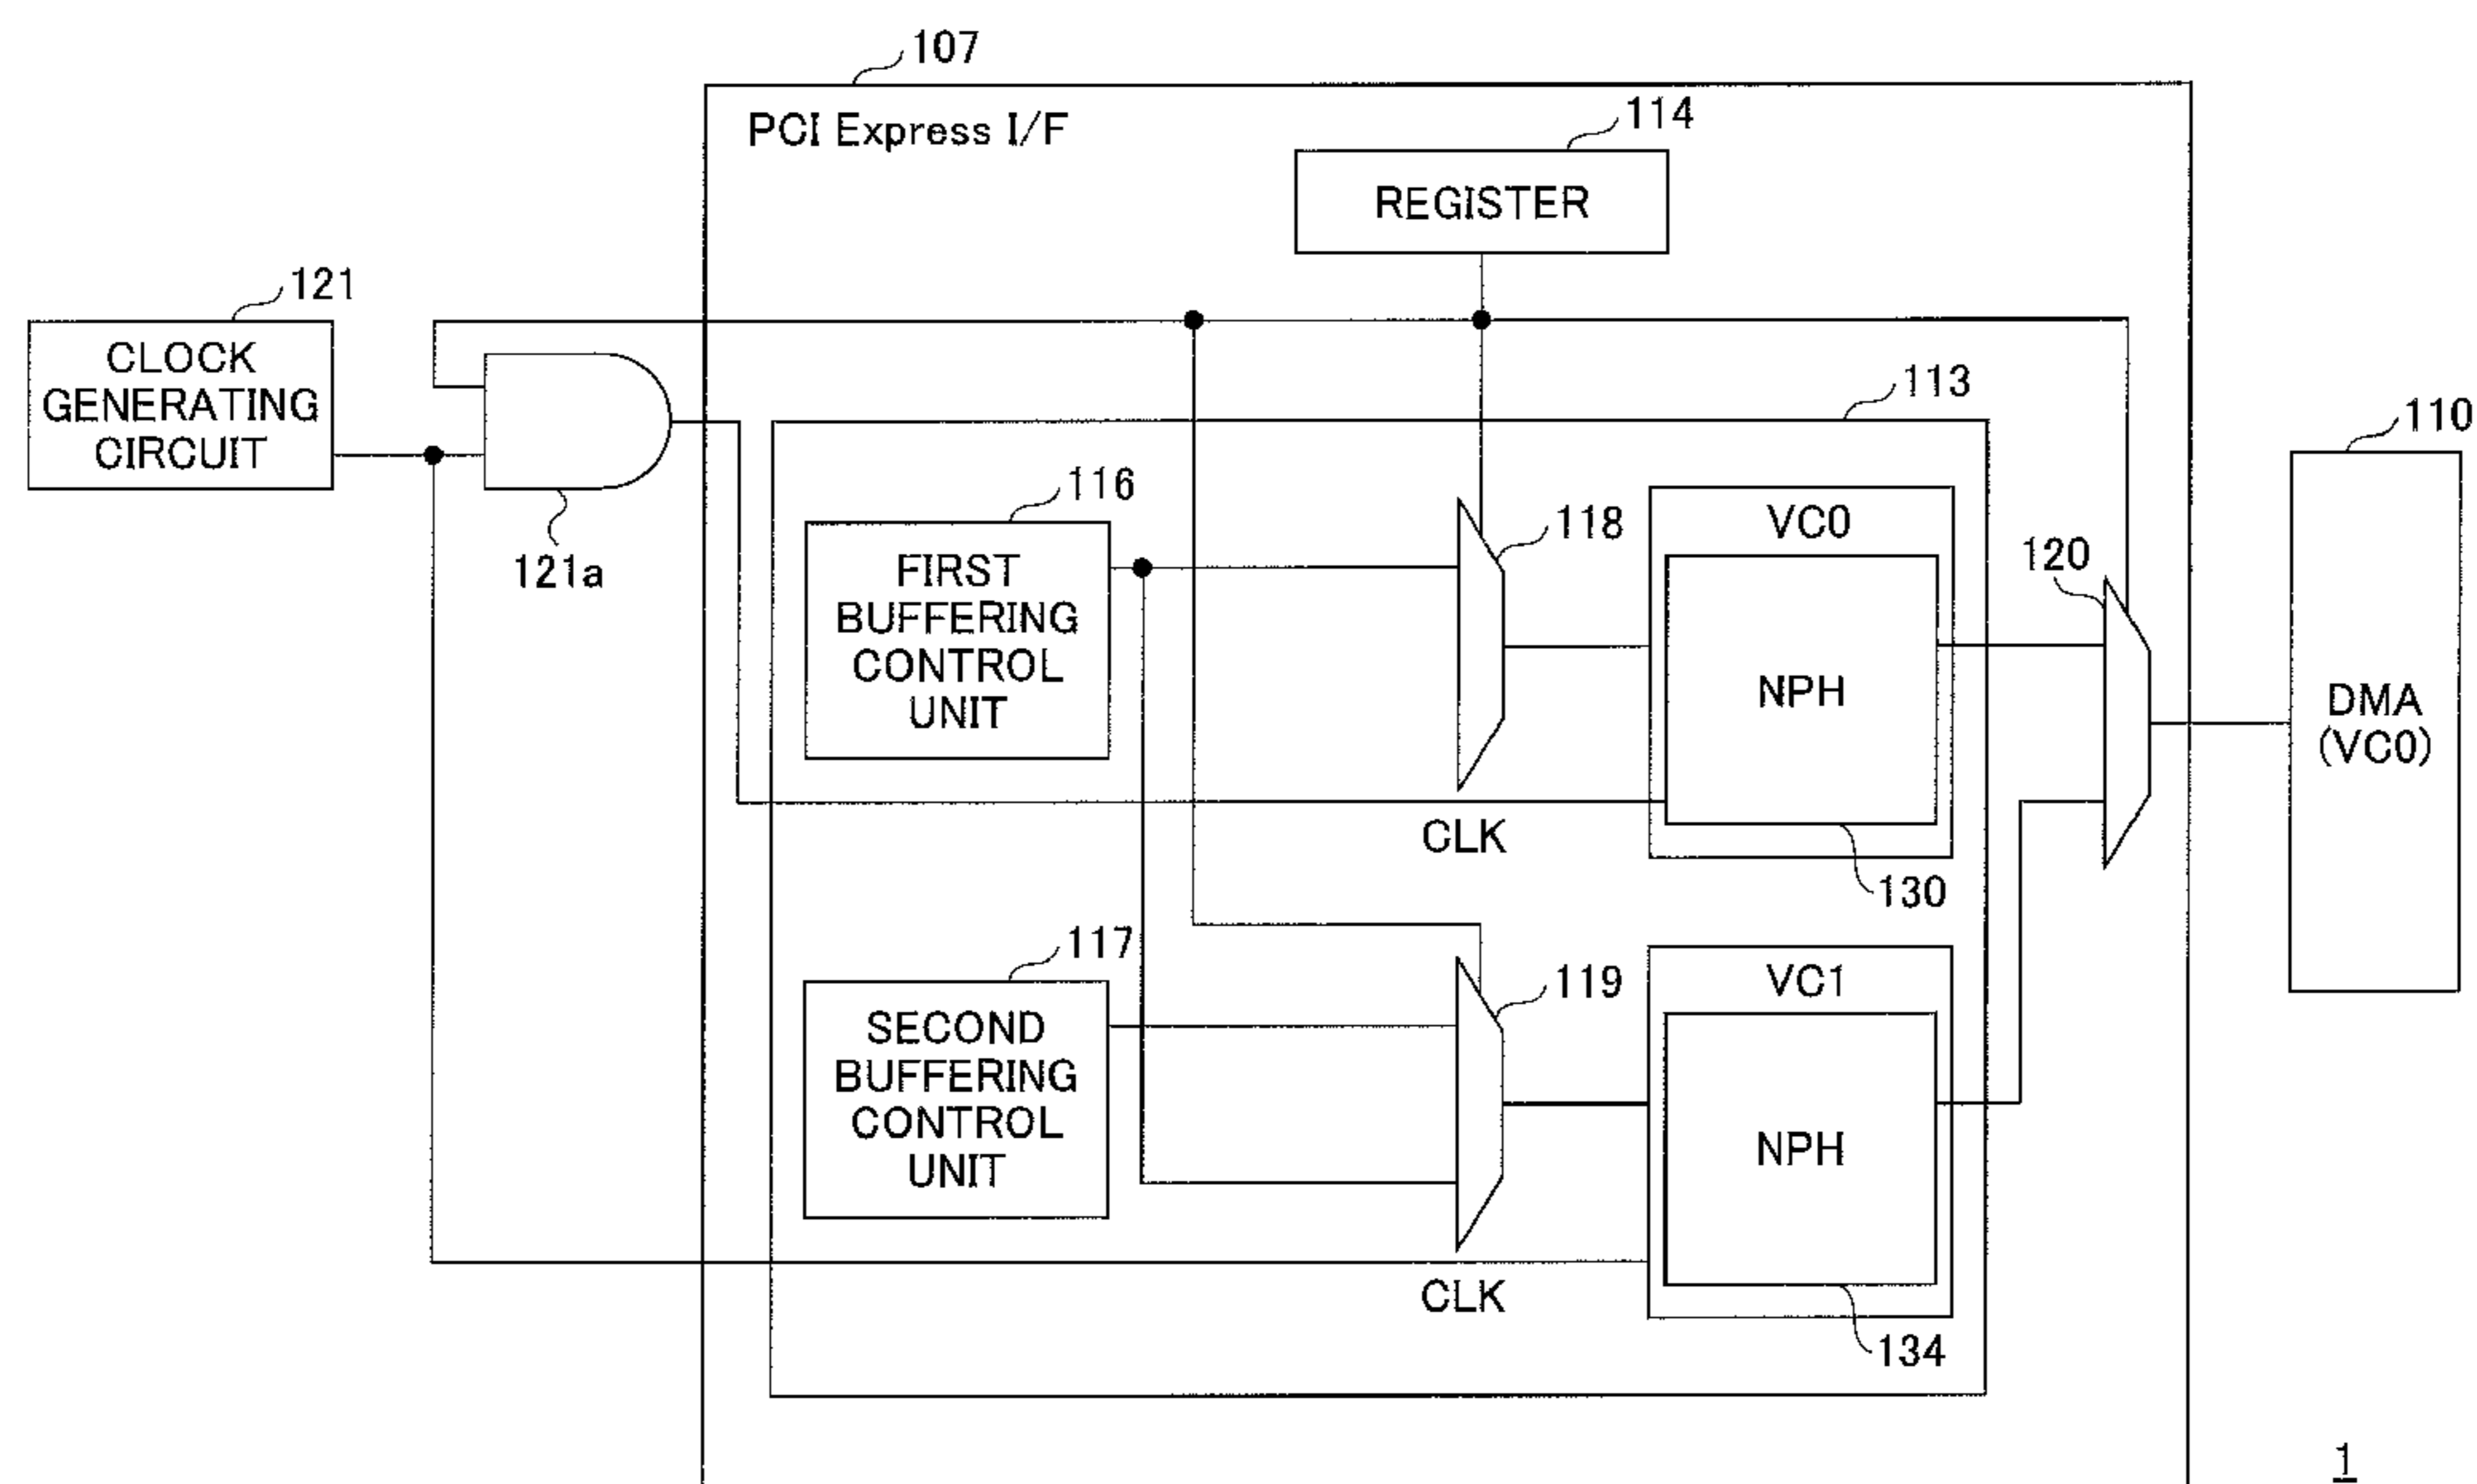 107
PCI Express I/F
114
REGISTER
121
CLOCK
GENERATING
CIRCUIT
121a
113
110
DMA
(VC0)
116
FIRST
BUFFERING
CONTROL
UNIT
118
VC0
NPH
120
CLK
130
117
SECOND
BUFFERING
CONTROL
UNIT
119
VC1
NPH
CLK
134
1